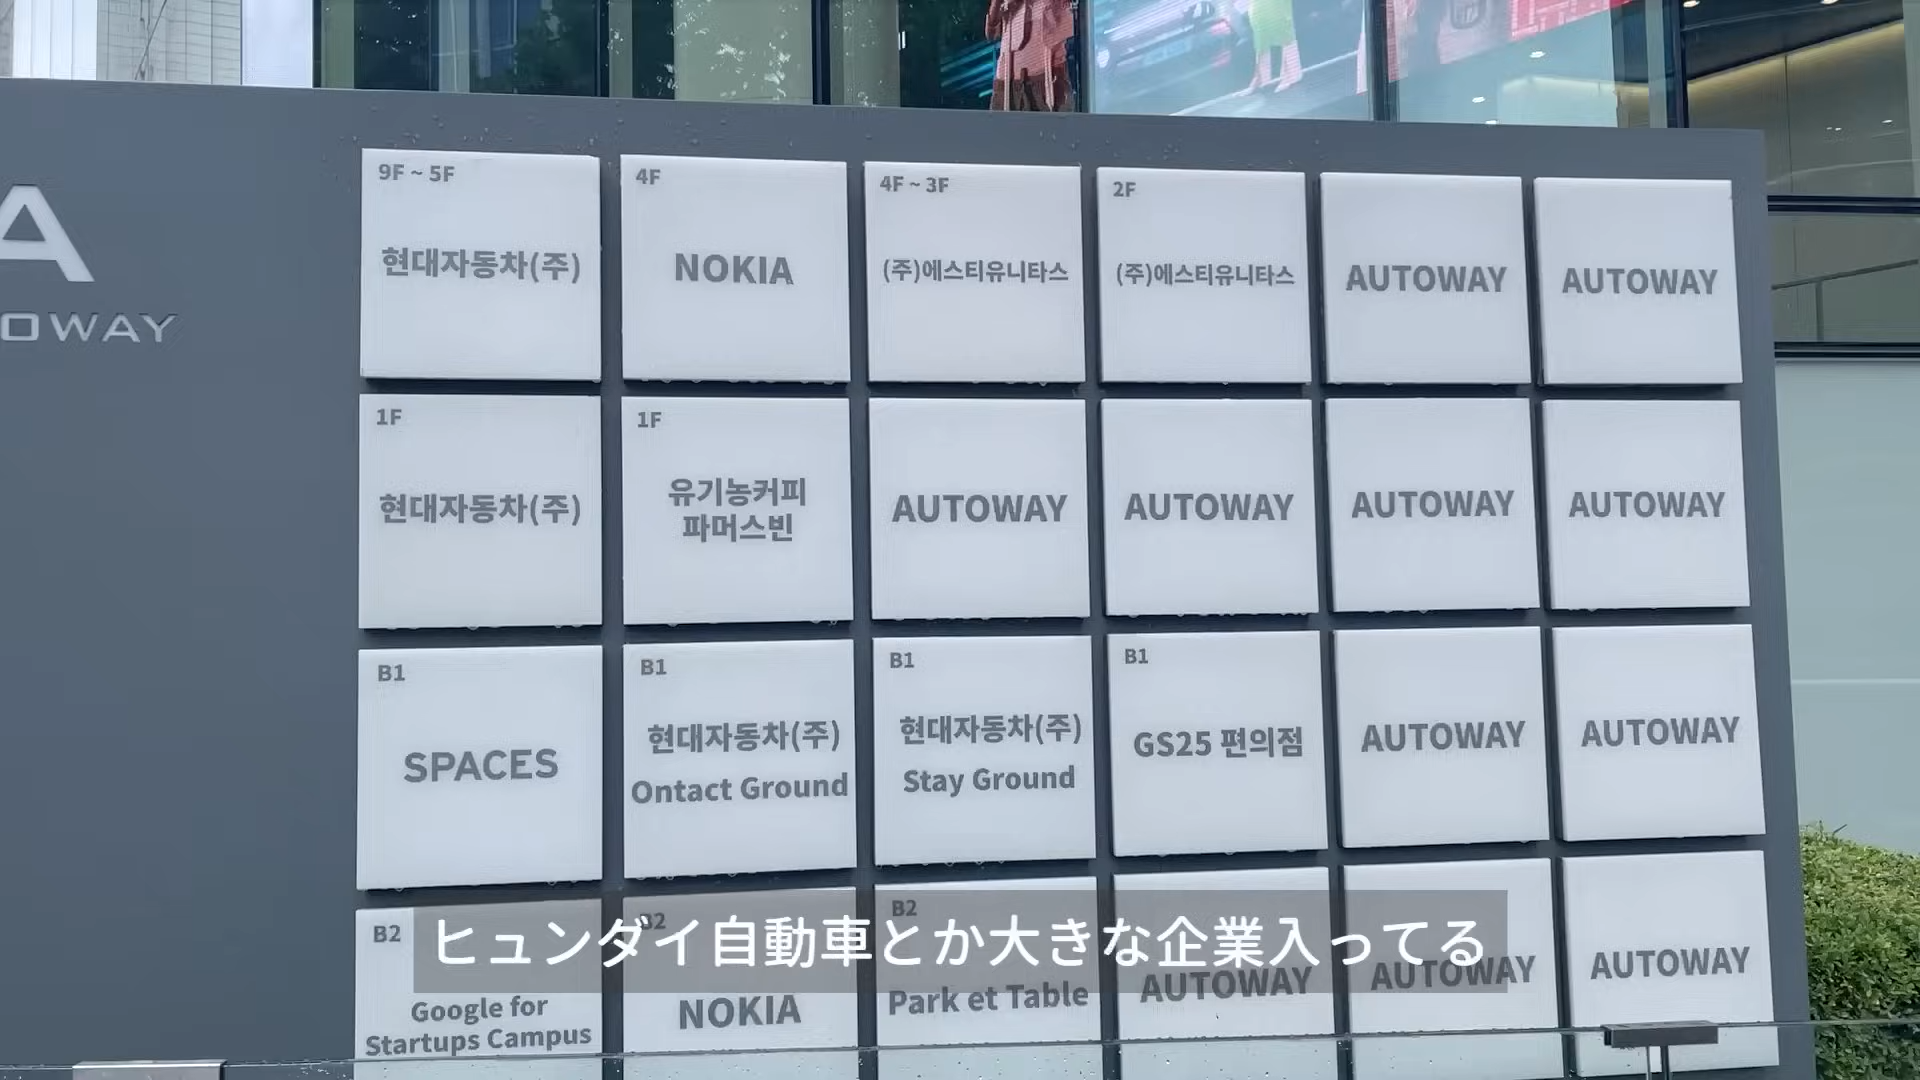 A
OWAY
9F ~ 5F
현대자동차(주)
4F
NOKIA
4F ~ 3F
(주)에스티유니타스
2F
(주)에스티유니타스
AUTOWAY
AUTOWAY
1F
현대자동차(주)
1F
유기농커피
파머스빈
AUTOWAY
AUTOWAY
AUTOWAY
AUTOWAY
B1
SPACES
B1
현대자동차(주)
Ontact Ground
B1
현대자동차(주)
Stay Ground
B1
GS25 편의점
AUTOWAY
AUTOWAY
B2
Google for
Startups Campus
B2
NOKIA
B2
Park et Table
AUTOWAY
AUTOWAY
AUTOWAY
ヒュンダイ自動車とか大きな企業入ってる